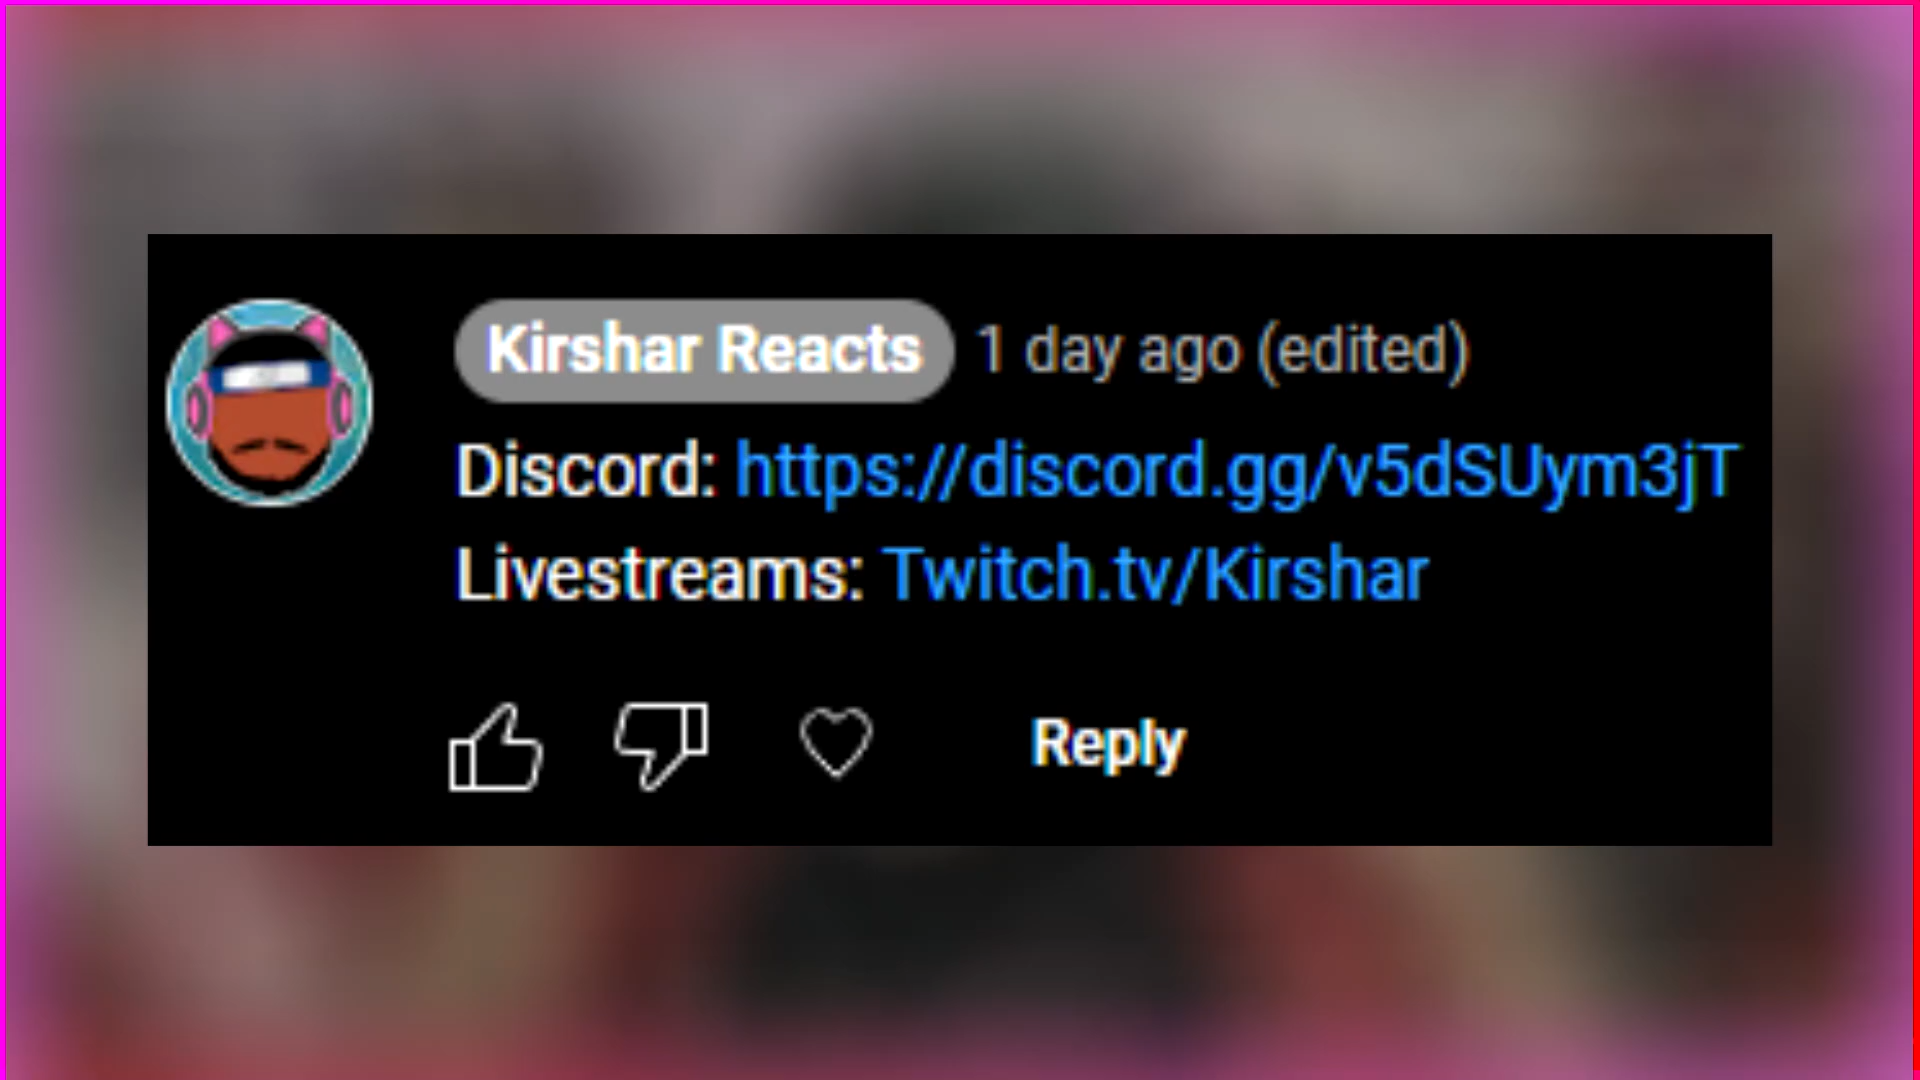 Kirshar Reacts 1 day ago (edited)
Discord: https://discord.gg/v5dSUym3jT
Livestreams: Twitch.tv/Kirshar
Reply